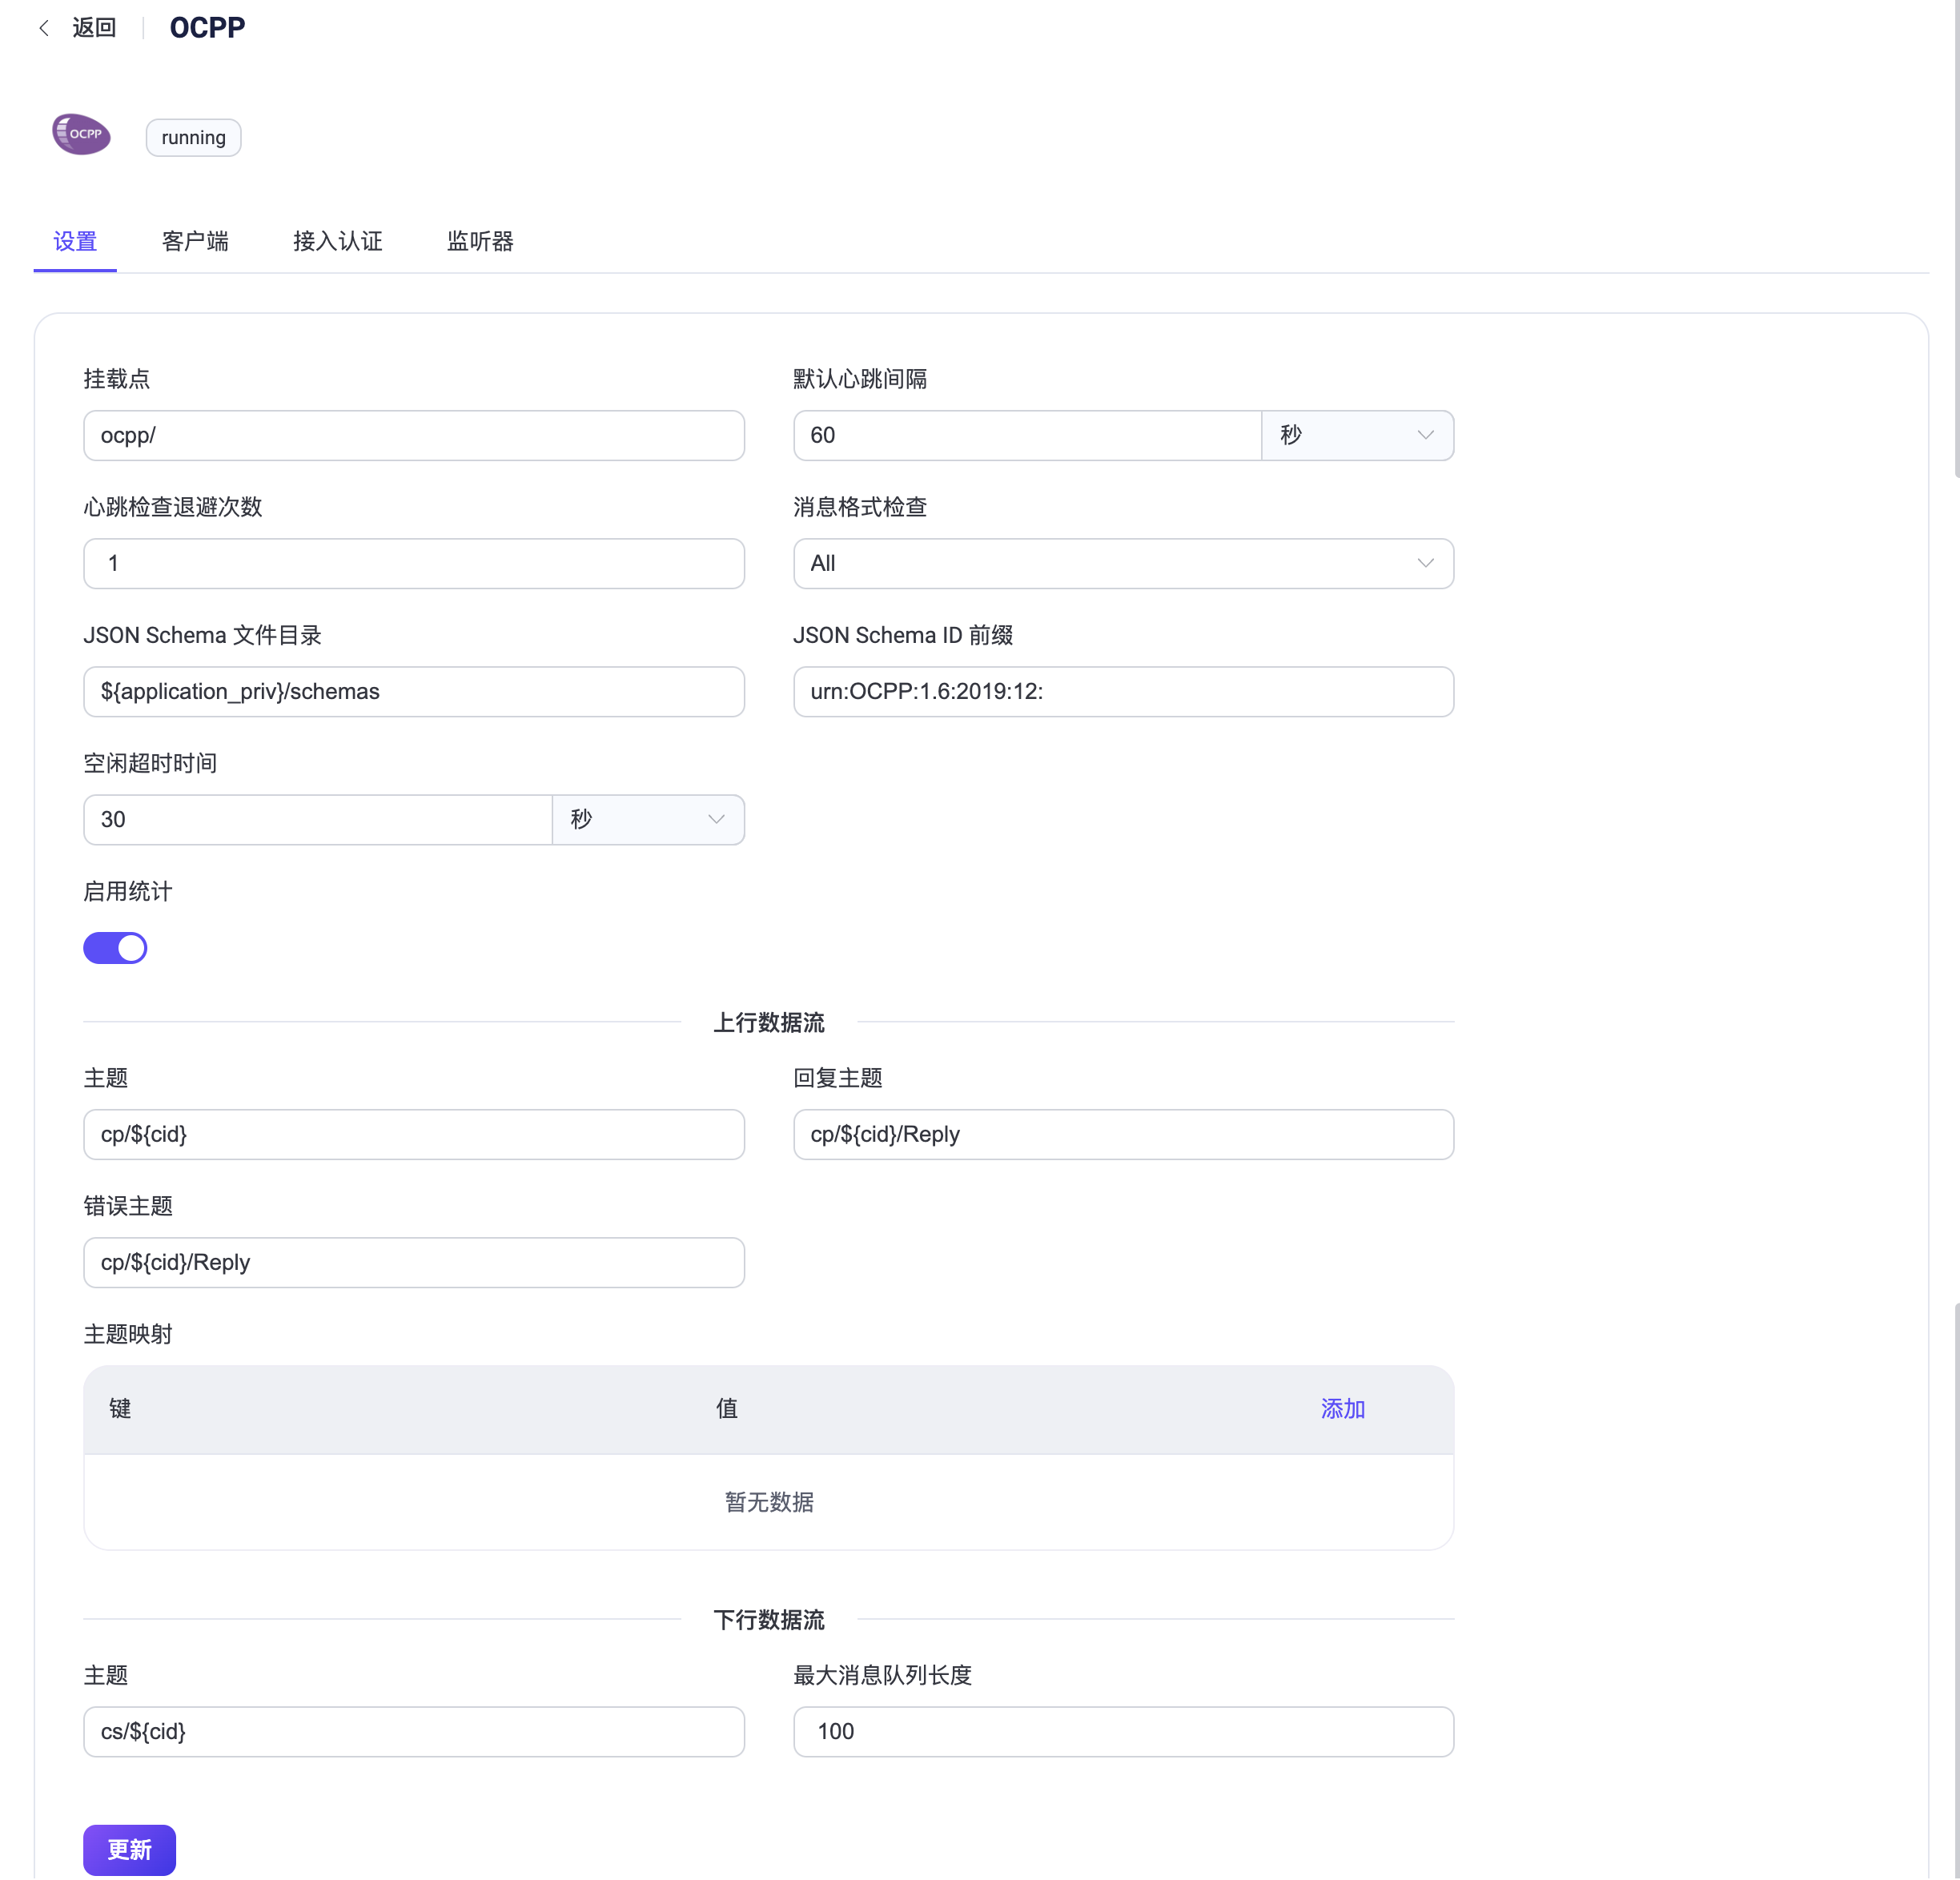 返回 OCPP
OCPP running
设置 客户端 接入认证 监听器
挂载点 默认心跳间隔
ocpp/ 60 秒
心跳检查退避次数 消息格式检查
1 All
JSON Schema 文件目录 JSON Schema ID 前缀
${application_priv}/schemas urn:OCPP:1.6:2019:12:
空闲超时时间
30 秒
启用统计
上行数据流
主题 回复主题
cp/${cid} cp/${cid}/Reply
错误主题
cp/${cid}/Reply
主题映射
键 值 添加
暂无数据
下行数据流
主题 最大消息队列长度
cs/${cid} 100
更新